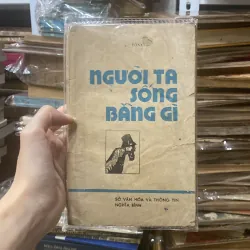 NGƯỜI TA
SỐNG
BẰNG GÌ
SỞ VĂN HÓA VÀ THÔNG TIN
NGHĨA BÌNH